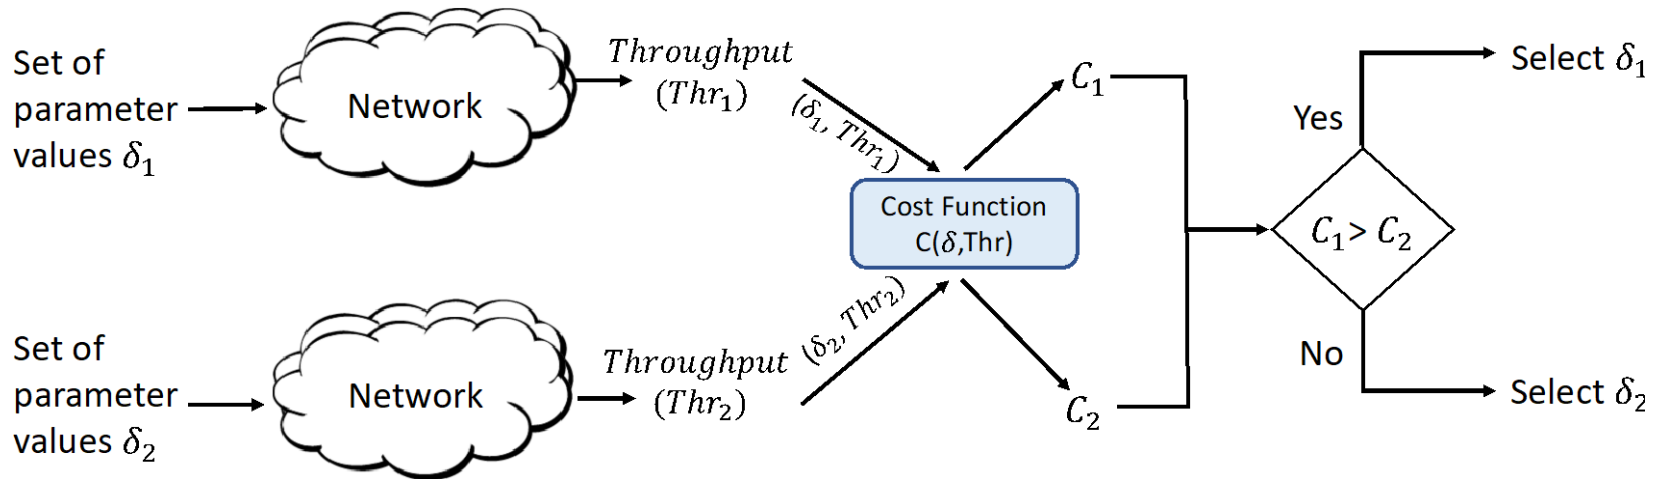 Set of
parameter
values δ₁
Network
Throughput
(Thr₁)
(δ₁, Thr₁)
Cost Function
C(δ,Thr)
C₁
C₁> C₂
Yes
Select δ₁
No
Select δ₂
Set of
parameter
values δ₂
Network
Throughput
(Thr₂)
(δ₂, Thr₂)
C₂